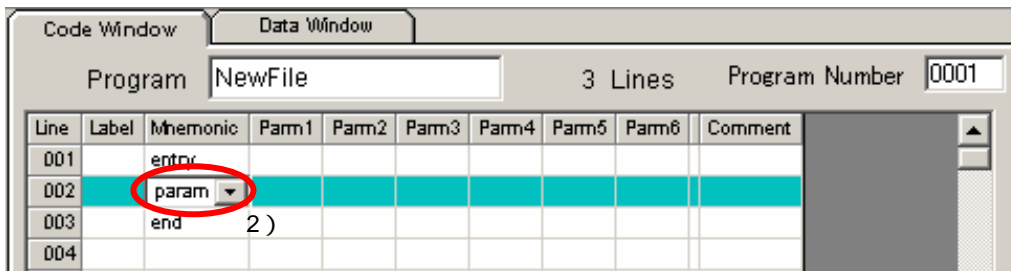 Code Window Data Window
Program NewFile 3 Lines Program Number 0001
Line Label Mnemonic Parm1 Parm2 Parm3 Parm4 Parm5 Parm6 Comment
001 entry
002 param
003 end 2)
004